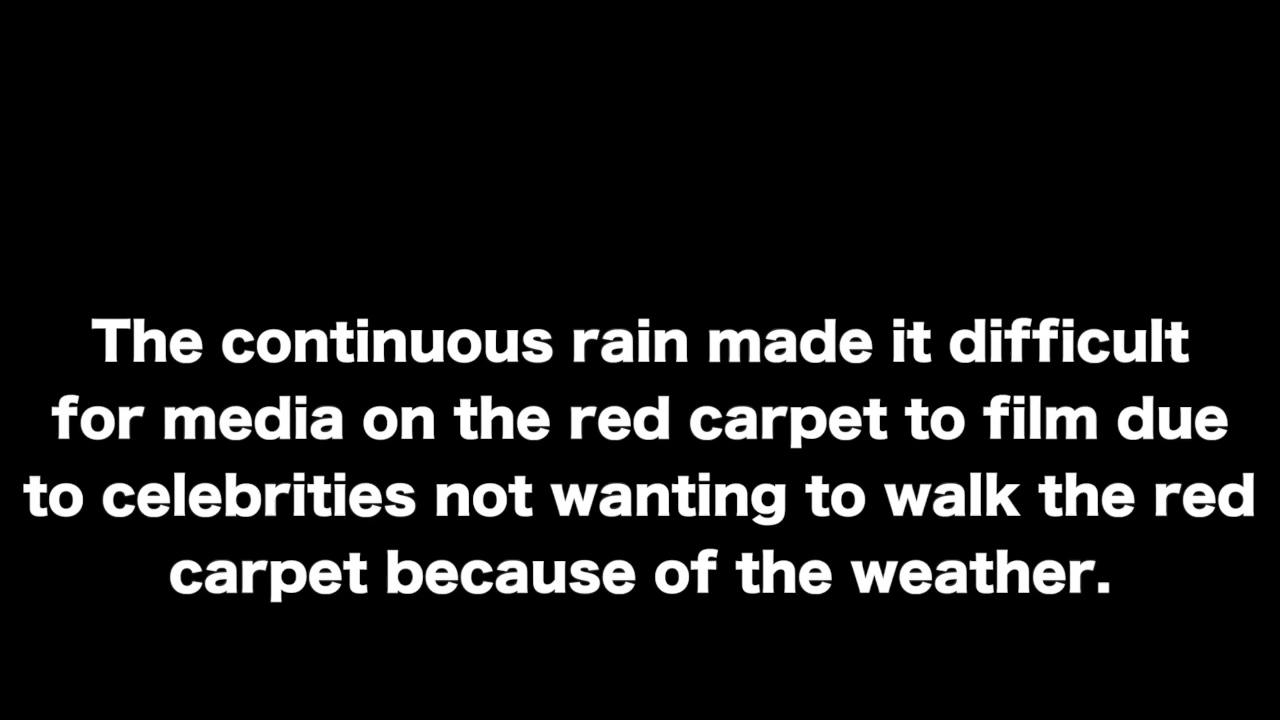 The continuous rain made it difficult
for media on the red carpet to film due
to celebrities not wanting to walk the red
carpet because of the weather.